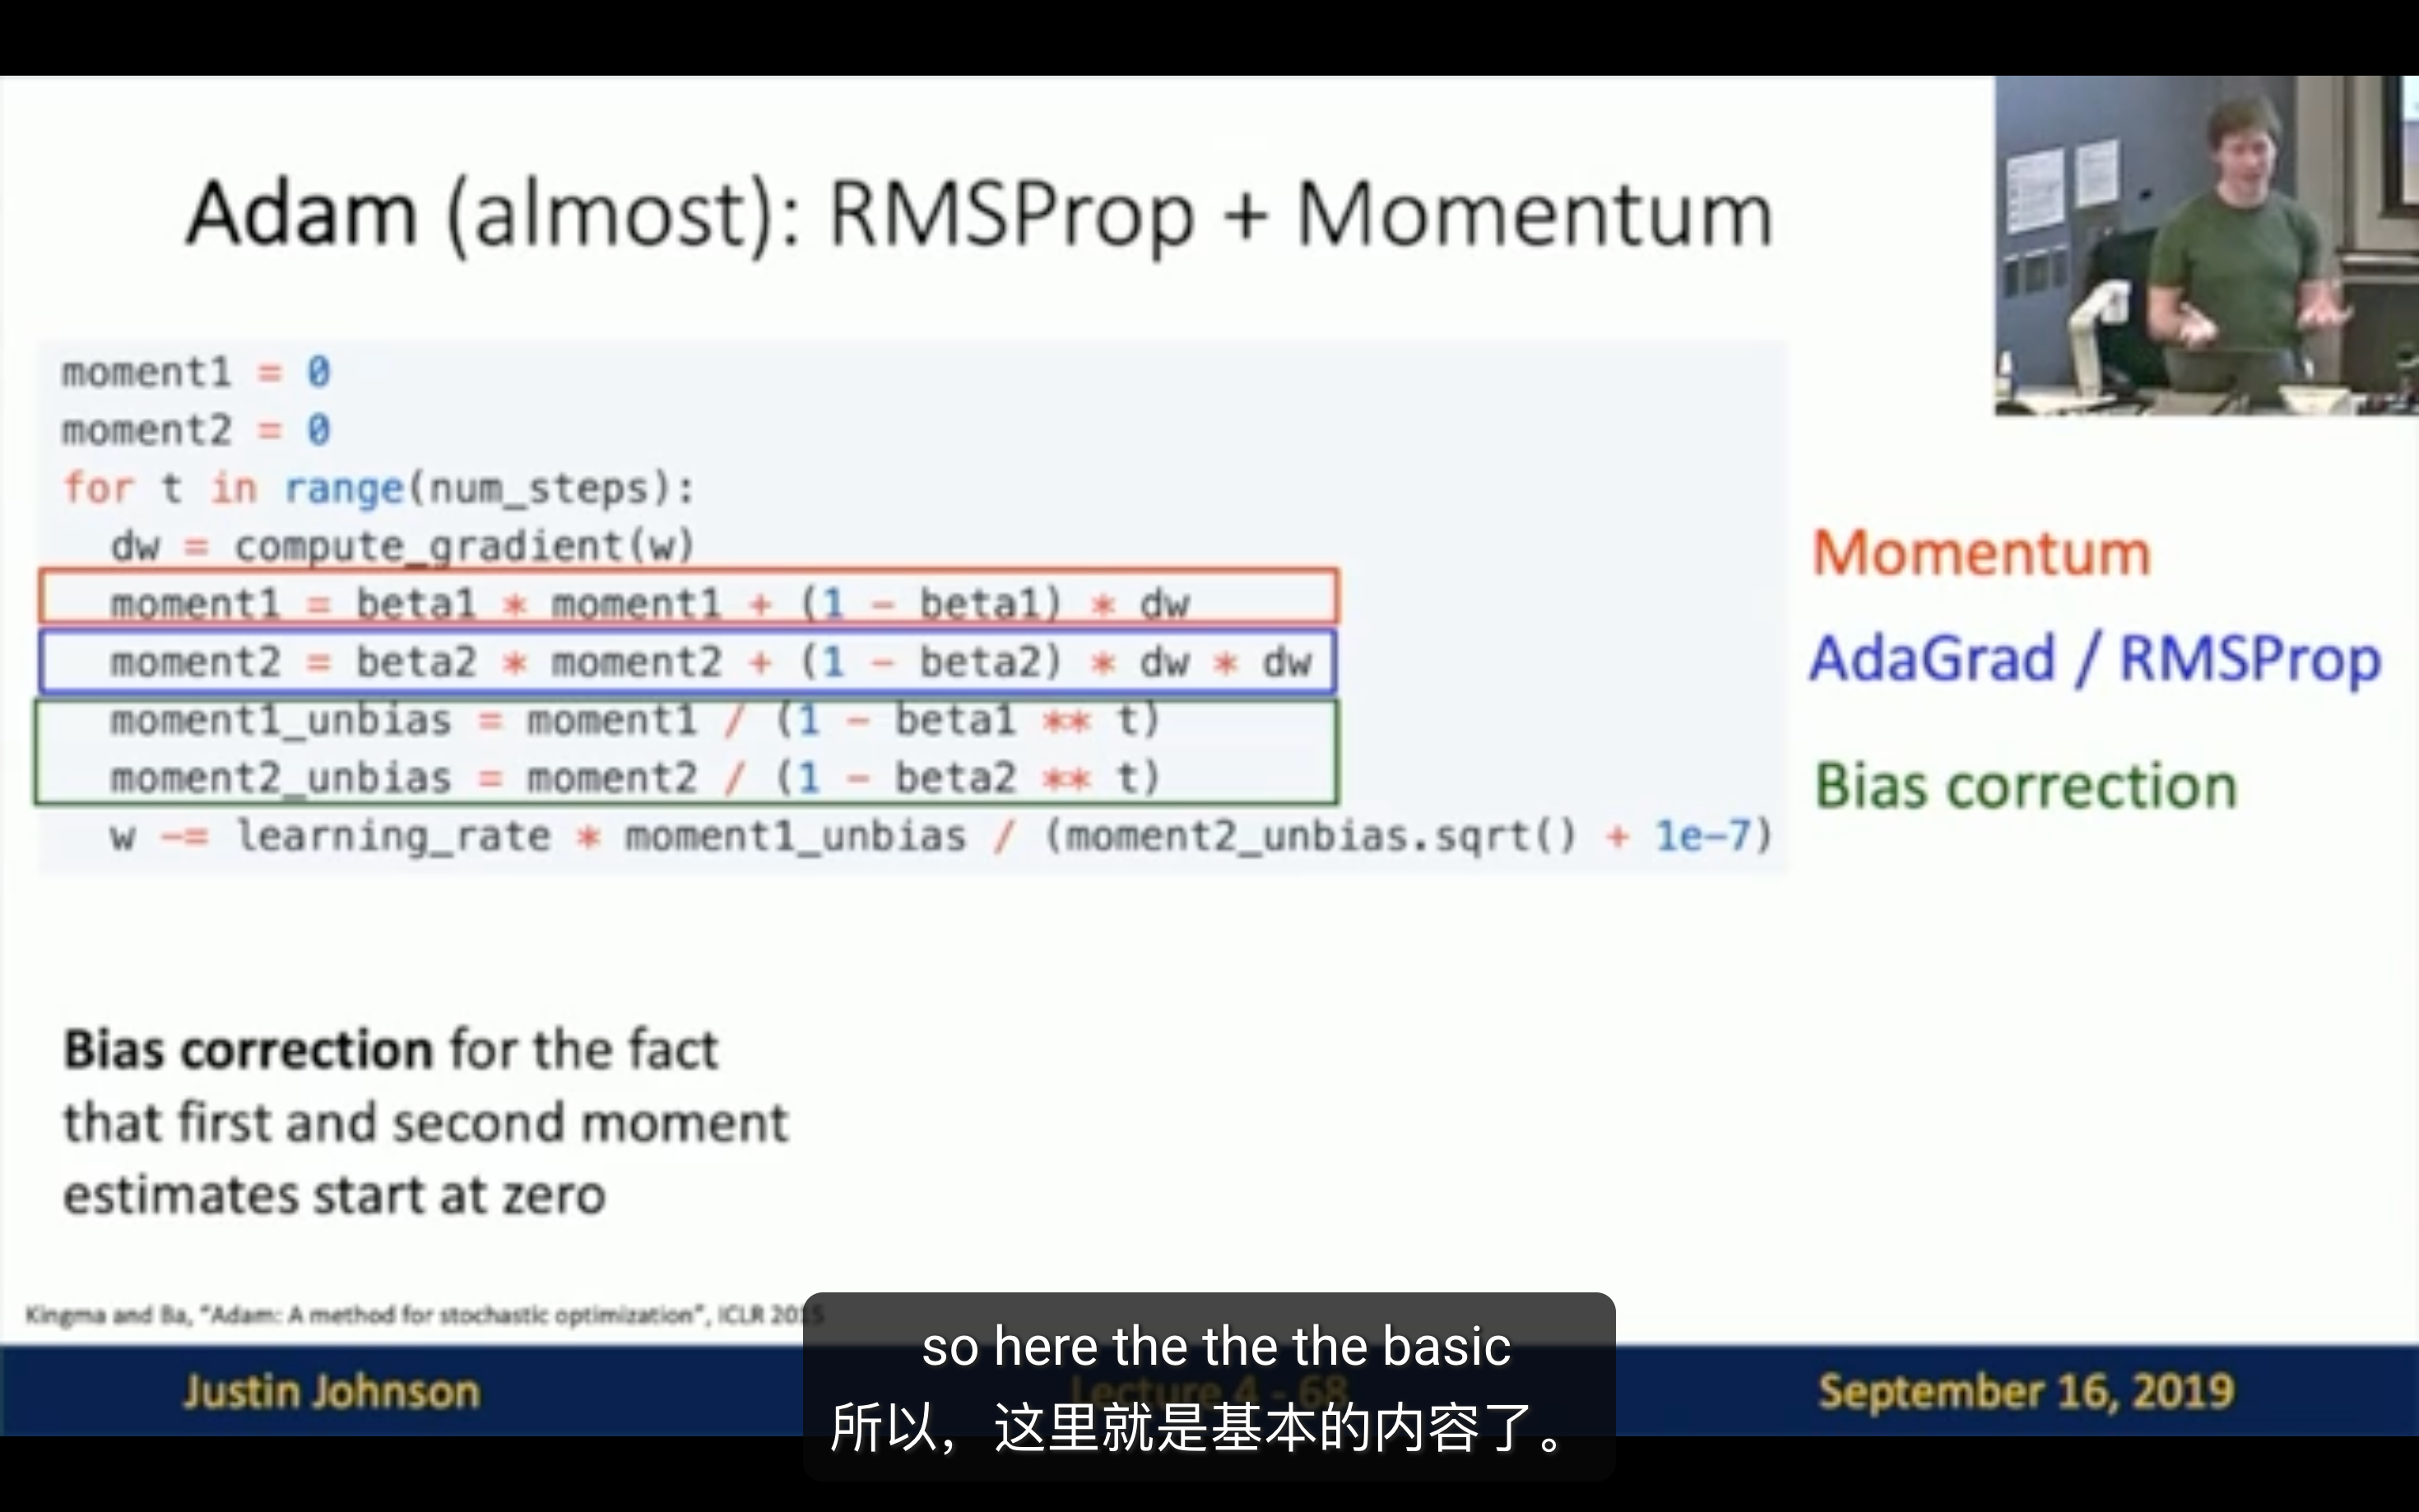 Adam (almost): RMSProp + Momentum
moment1 = 0
moment2 = 0
for t in range(num_steps):
dw = compute_gradient(w)
moment1 = beta1 * moment1 + (1 - beta1) * dw
moment2 = beta2 * moment2 + (1 - beta2) * dw * dw
moment1_unbias = moment1 / (1 - beta1 ** t)
moment2_unbias = moment2 / (1 - beta2 ** t)
w -= learning_rate * moment1_unbias / (moment2_unbias.sqrt() + 1e-7)
Momentum
AdaGrad / RMSProp
Bias correction
Bias correction for the fact
that first and second moment
estimates start at zero
Kingma and Ba, “Adam: A method for stochastic optimization”, ICLR 2015
Justin Johnson
Lecture 4 - 68
September 16, 2019
so here the the the basic
所以，这里就是基本的内容了。